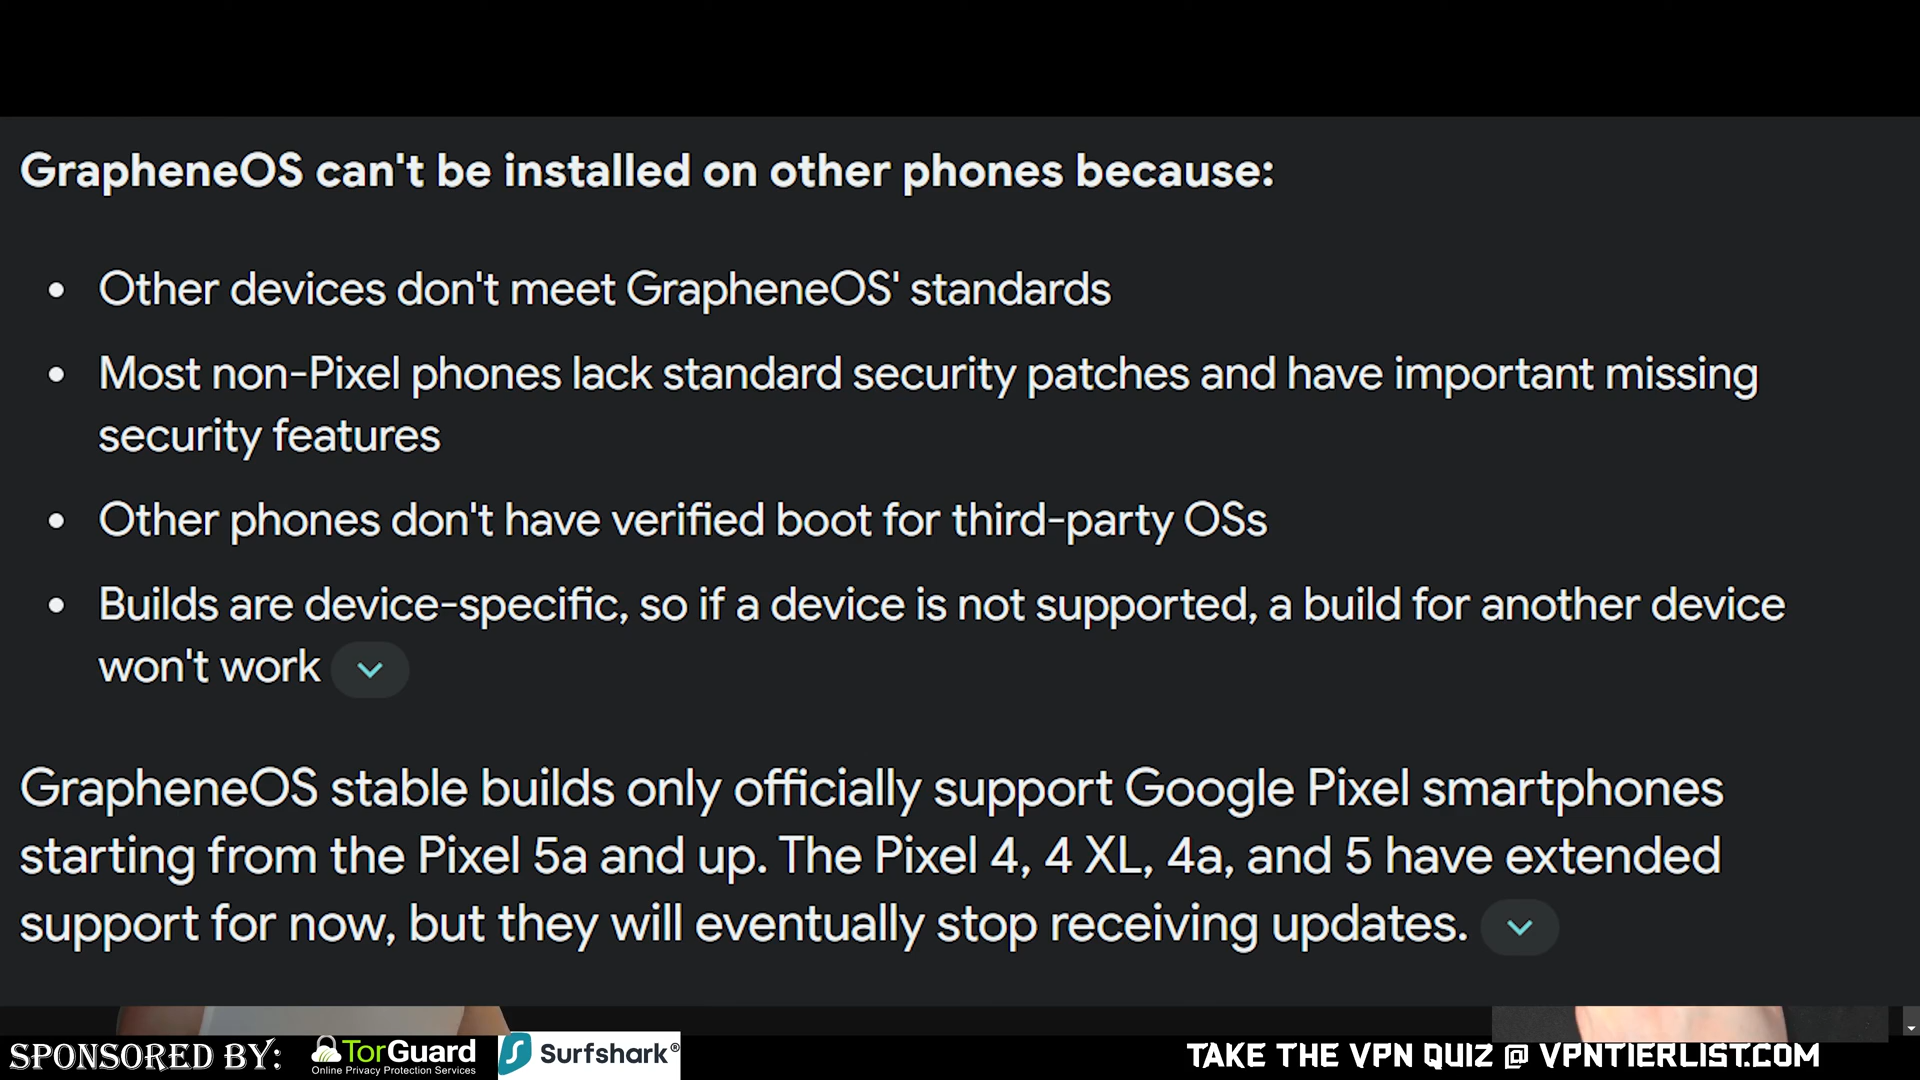 GrapheneOS can't be installed on other phones because:
• Other devices don't meet GrapheneOS' standards
• Most non-Pixel phones lack standard security patches and have important missing
security features
• Other phones don't have verified boot for third-party OSs
• Builds are device-specific, so if a device is not supported, a build for another device
won't work
GrapheneOS stable builds only officially support Google Pixel smartphones
starting from the Pixel 5a and up. The Pixel 4, 4 XL, 4a, and 5 have extended
support for now, but they will eventually stop receiving updates.
SPONSORED BY: TorGuard Surfshark® TAKE THE VPN QUIZ @ VPNTIERLIST.COM
Online Privacy Protection Services